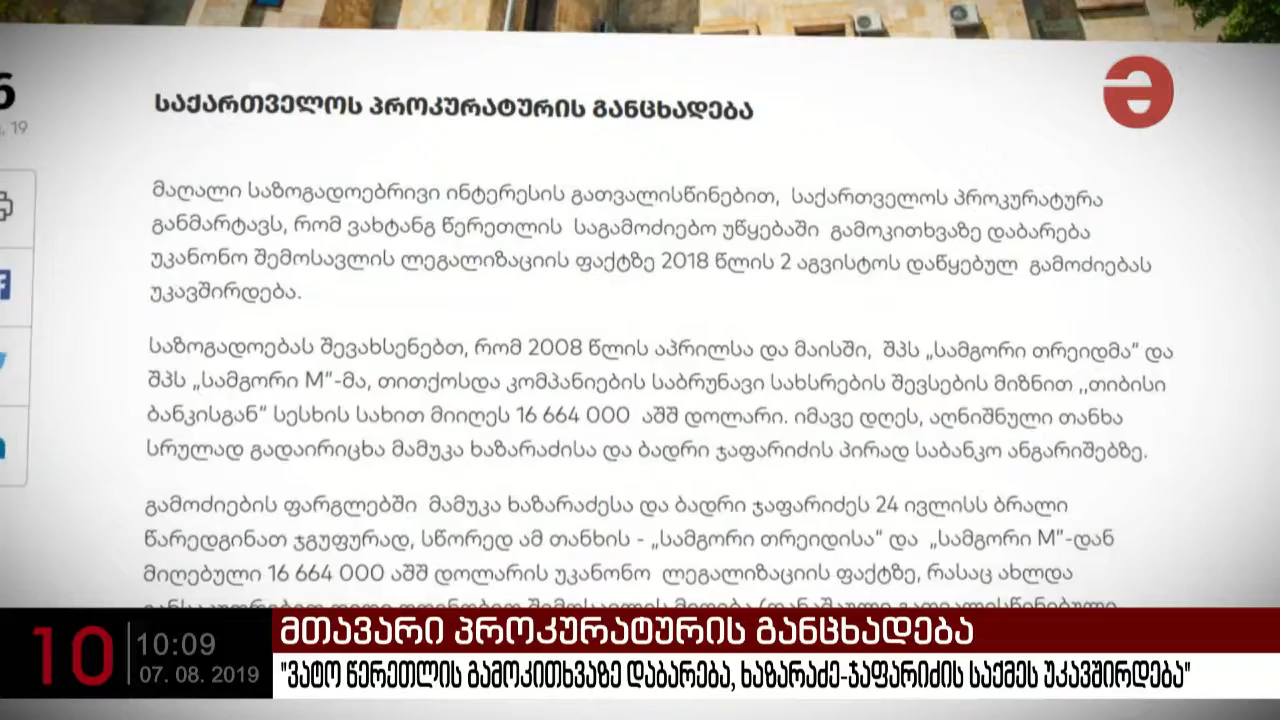 ə
6
, 19
საქართველოს პროკურატურის განცხადება
მაღალი საზოგადოებრივი ინტერესის გათვალისწინებით, საქართველოს პროკურატურა
განმარტავს, რომ ვახტანგ წერეთლის საგამოძიებო უწყებაში გამოკითხვაზე დაბარება
უკანონო შემოსავლის ლეგალიზაციის ფაქტზე 2018 წლის 2 აგვისტოს დაწყებულ გამოძიებას
უკავშირდება.
საზოგადოებას შევახსენებთ, რომ 2008 წლის აპრილსა და მაისში, შპს „სამგორი თრეიდმა“ და
შპს „სამგორი M”-მა, თითქოსდა კომპანიების საბრუნავი სახსრების შევსების მიზნით ,,თიბისი
ბანკისგან“ სესხის სახით მიიღეს 16 664 000 აშშ დოლარი. იმავე დღეს, აღნიშნული თანხა
სრულად გადაირიცხა მამუკა ხაზარაძისა და ბადრი ჯაფარიძის პირად საბანკო ანგარიშებზე.
გამოძიების ფარგლებში მამუკა ხაზარაძესა და ბადრი ჯაფარიძეს 24 ივლისს ბრალი
წარედგინათ ჯგუფურად, სწორედ ამ თანხის - „სამგორი თრეიდისა“ და „სამგორი M”-დან
მიღებული 16 664 000 აშშ დოლარის უკანონო ლეგალიზაციის ფაქტზე, რასაც ახლდა
10
10:09
07. 08. 2019
მთავარი პროკურატურის განცხადება
"ვატო წერეთლის გამოკითხვაზე დაბარება, ხაზარაძე-ჯაფარიძის საქმეს უკავშირდება"